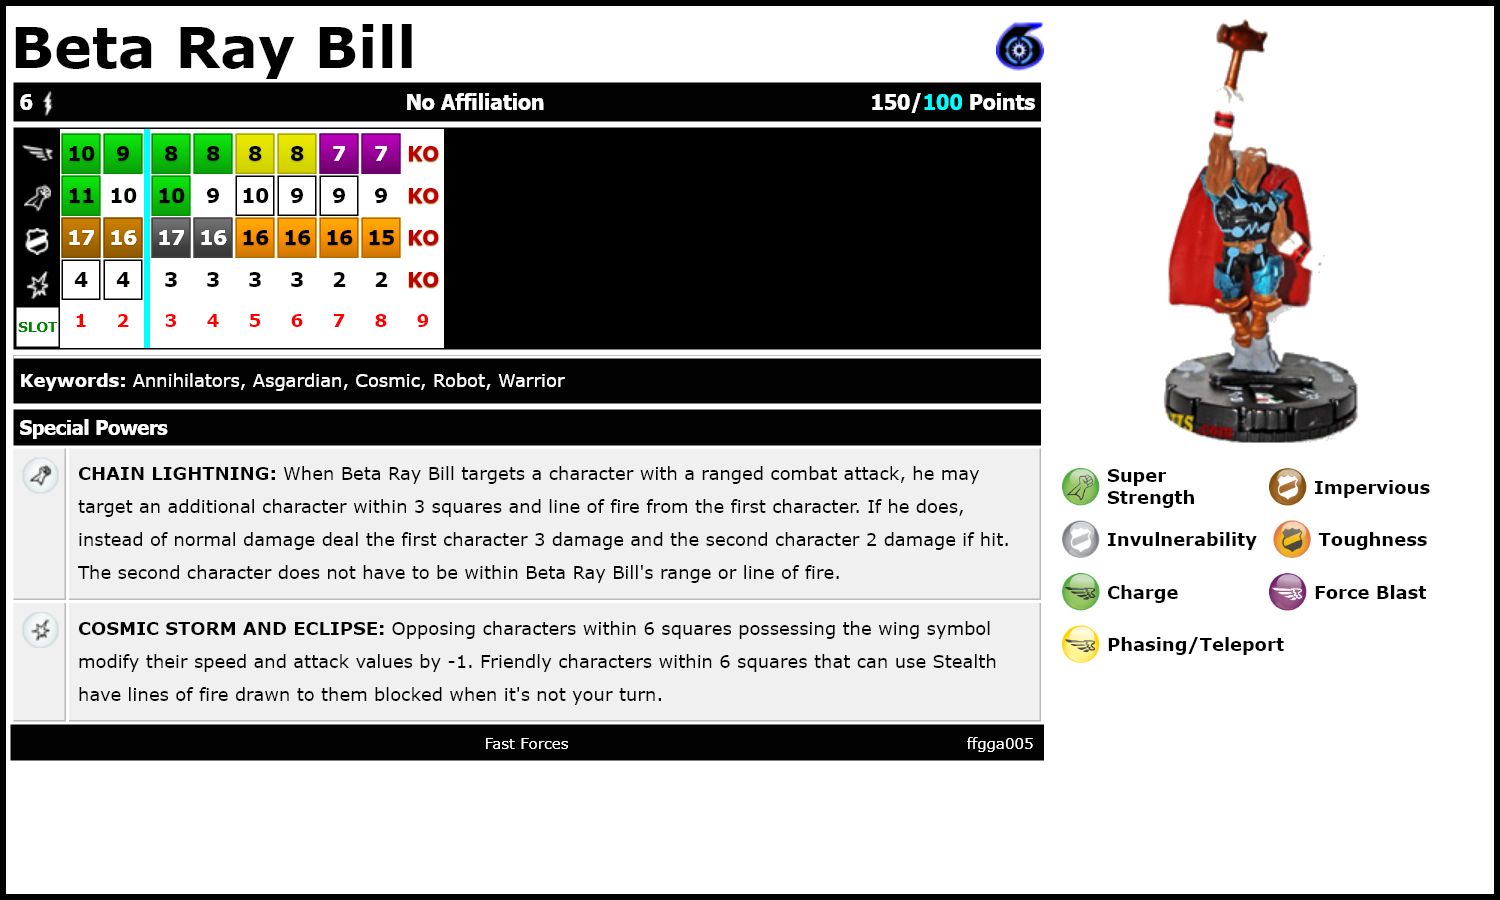 Beta Ray Bill
6 No Affiliation 150/100 Points
10 9 8 8 8 8 7 7 KO
11 10 10 9 10 9 9 9 KO
17 16 17 16 16 16 16 15 KO
4 4 3 3 3 3 2 2 KO
SLOT 1 2 3 4 5 6 7 8 9
Keywords: Annihilators, Asgardian, Cosmic, Robot, Warrior
Special Powers
CHAIN LIGHTNING: When Beta Ray Bill targets a character with a ranged combat attack, he may
target an additional character within 3 squares and line of fire from the first character. If he does,
instead of normal damage deal the first character 3 damage and the second character 2 damage if hit.
The second character does not have to be within Beta Ray Bill's range or line of fire.
COSMIC STORM AND ECLIPSE: Opposing characters within 6 squares possessing the wing symbol
modify their speed and attack values by -1. Friendly characters within 6 squares that can use Stealth
have lines of fire drawn to them blocked when it's not your turn.
Fast Forces ffgga005
Super
Strength
Impervious
Invulnerability
Toughness
Charge
Force Blast
Phasing/Teleport